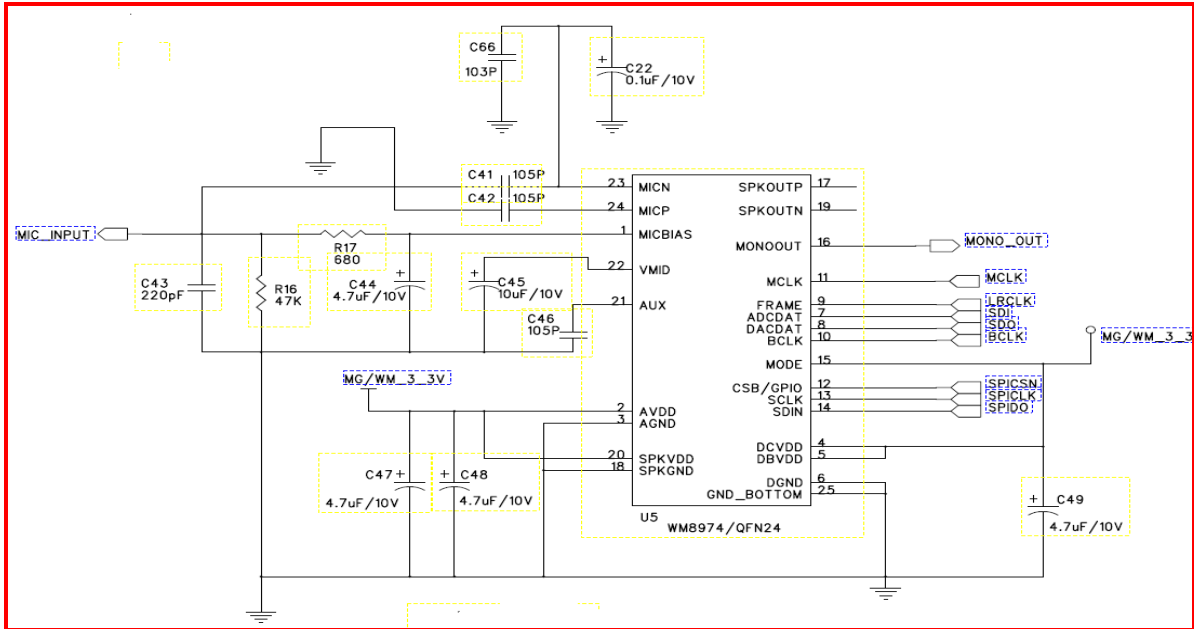 C66
103P
+
C22
0.1uF/10V
C41 105P
C42 105P
23 MICN
24 MICP
1 MICBIAS
22 VMID
21 AUX
2 AVDD
3 AGND
20 SPKVDD
18 SPKGND
SPKOUTP 17
SPKOUTN 19
MONOOUT 16
MCLK 11
FRAME 9
ADCDAT 7
DACDAT 8
BCLK 10
MODE 15
CSB/GPIO 12
SCLK 13
SDIN 14
DCVDD 4
DBVDD 5
DGND 6
GND_BOTTOM 25
U5
WM8974/QFN24
MIC_INPUT
R17
680
C43
220pF
R16
47K
+
C44
4.7uF/10V
+
C45
10uF/10V
C46
105P
MG/WM_3_3V
C47 +
4.7uF/10V
+ C48
4.7uF/10V
MONO_OUT
MCLK
LRCLK
SDI
SDO
BCLK
MG/WM_3_3
SPICSN
SPICLK
SPIDO
+ C49
4.7uF/10V